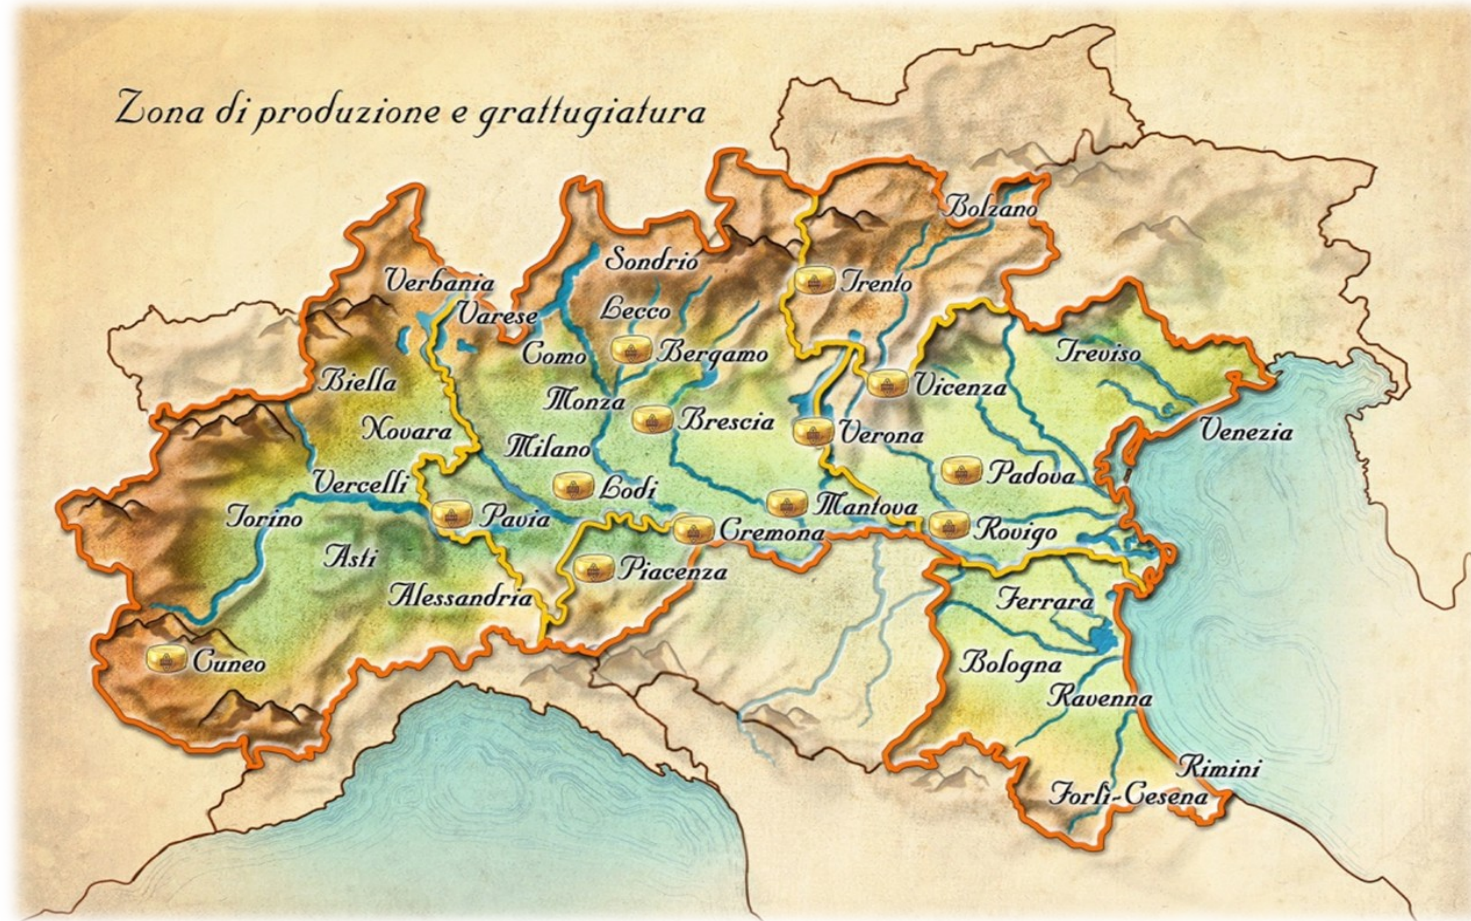 Zona di produzione e grattugiatura
Bolzano
Sondrio
Verbania
Trento
Varese
Lecco
Como
Bergamo
Treviso
Biella
Vicenza
Monza
Brescia
Novara
Verona
Venezia
Milano
Vercelli
Lodi
Padova
Torino
Pavia
Mantova
Cremona
Rovigo
Asti
Piacenza
Alessandria
Ferrara
Cuneo
Bologna
Ravenna
Rimini
Forlì-Cesena